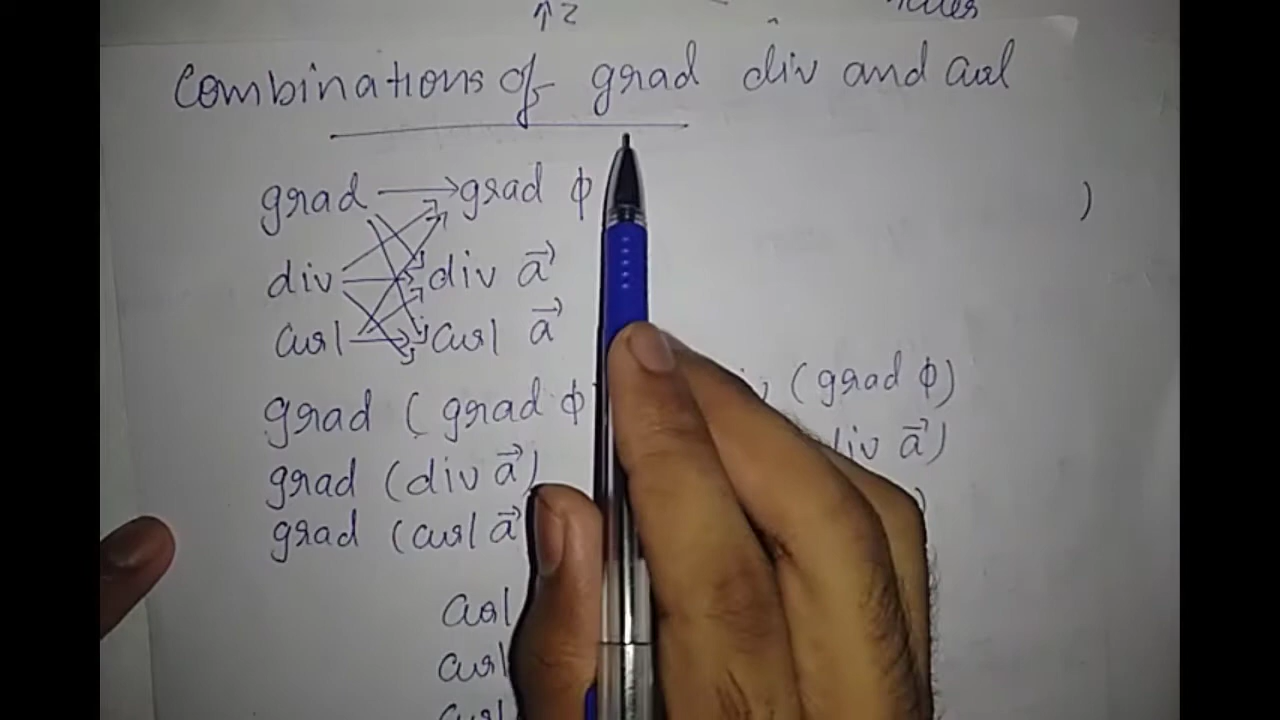 ↑z
Combinations of grad div and curl
grad → grad ϕ )
div div a⃗
curl curl a⃗
grad ( grad ϕ (grad ϕ)
grad (div a⃗) div a⃗)
grad (curl a⃗ )
curl
curl
curl